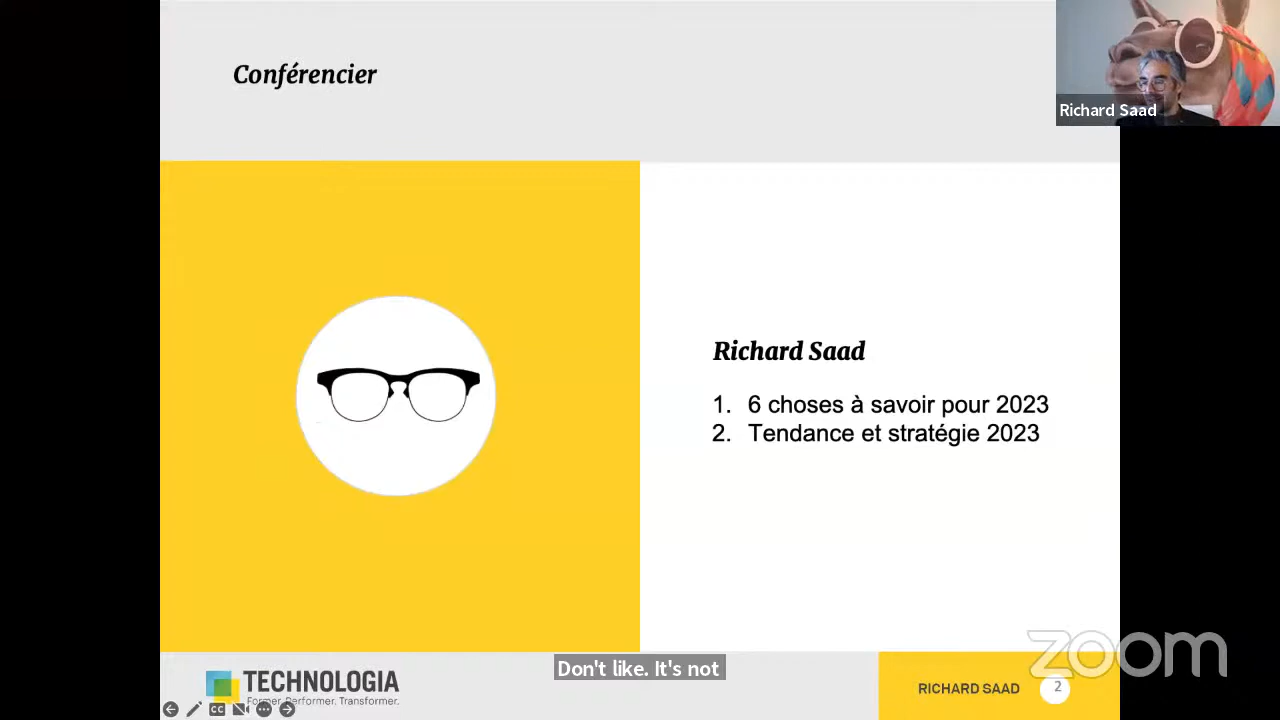 Conférencier
Richard Saad
Richard Saad
1. 6 choses à savoir pour 2023
2. Tendance et stratégie 2023
zoom
Don't like. It's not
TECHNOLOGIA
Former. Performer. Transformer.
RICHARD SAAD
2
CC